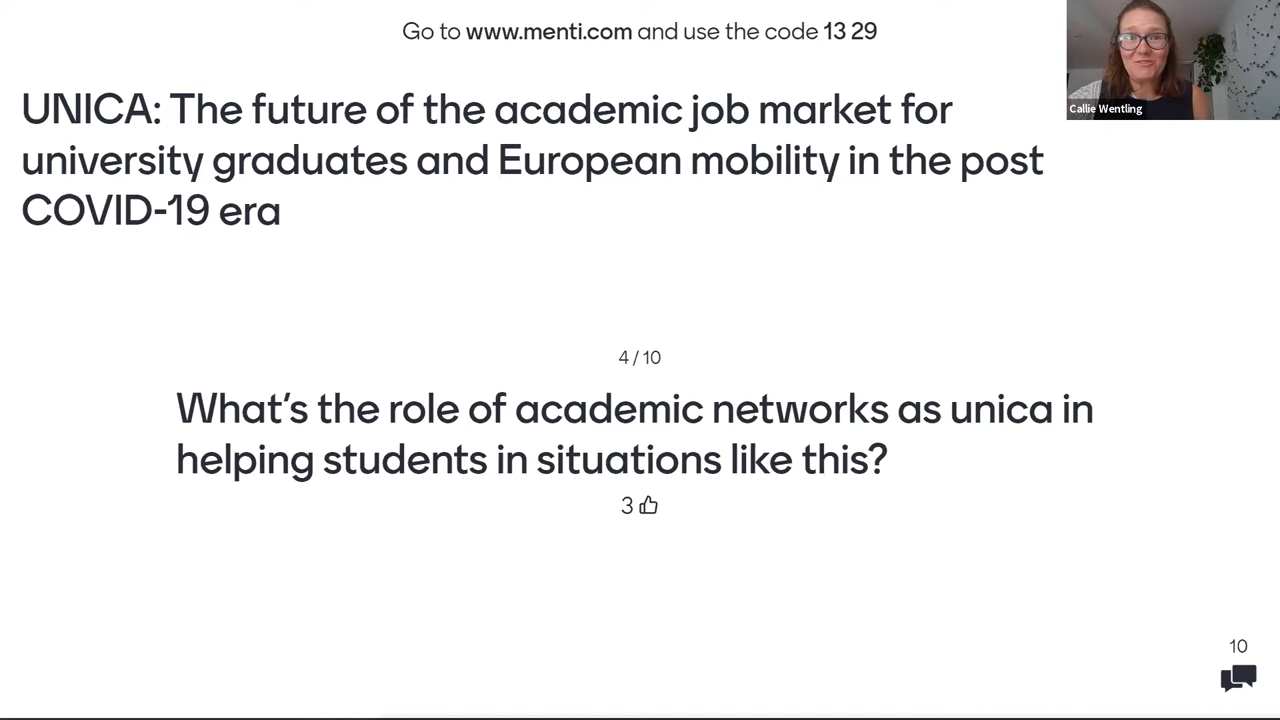 Go to www.menti.com and use the code 13 29
Callie Wentling
UNICA: The future of the academic job market for
university graduates and European mobility in the post
COVID-19 era
4 / 10
What's the role of academic networks as unica in
helping students in situations like this?
3
10